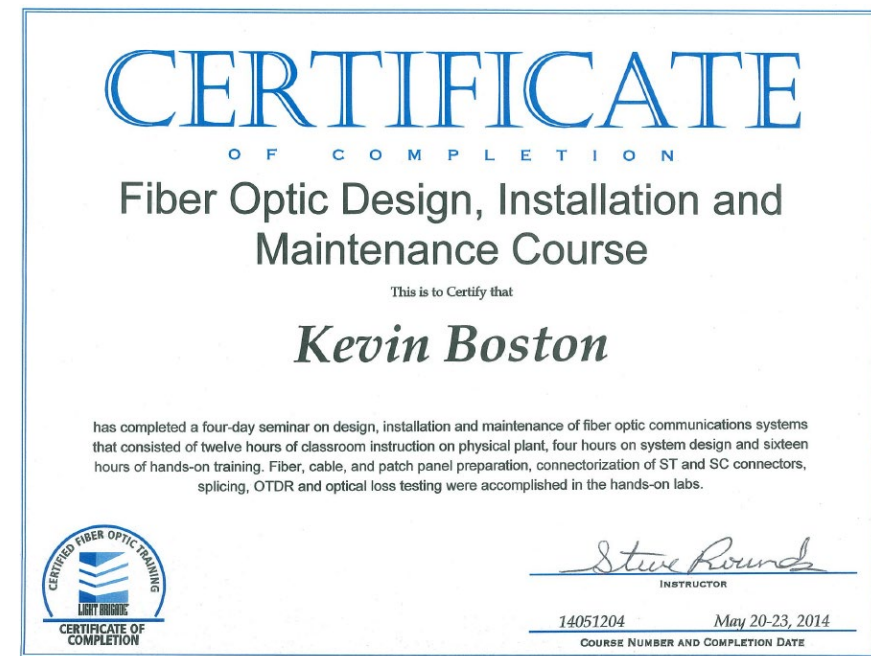 CERTIFICATE
OF COMPLETION
Fiber Optic Design, Installation and
Maintenance Course
This is to Certify that
Kevin Boston
has completed a four-day seminar on design, installation and maintenance of fiber optic communications systems
that consisted of twelve hours of classroom instruction on physical plant, four hours on system design and sixteen
hours of hands-on training. Fiber, cable, and patch panel preparation, connectorization of ST and SC connectors,
splicing, OTDR and optical loss testing were accomplished in the hands-on labs.
CERTIFIED FIBER OPTIC TRAINING
LIGHT BRIGADE
CERTIFICATE OF
COMPLETION
Steve Rounds
INSTRUCTOR
14051204 May 20-23, 2014
COURSE NUMBER AND COMPLETION DATE